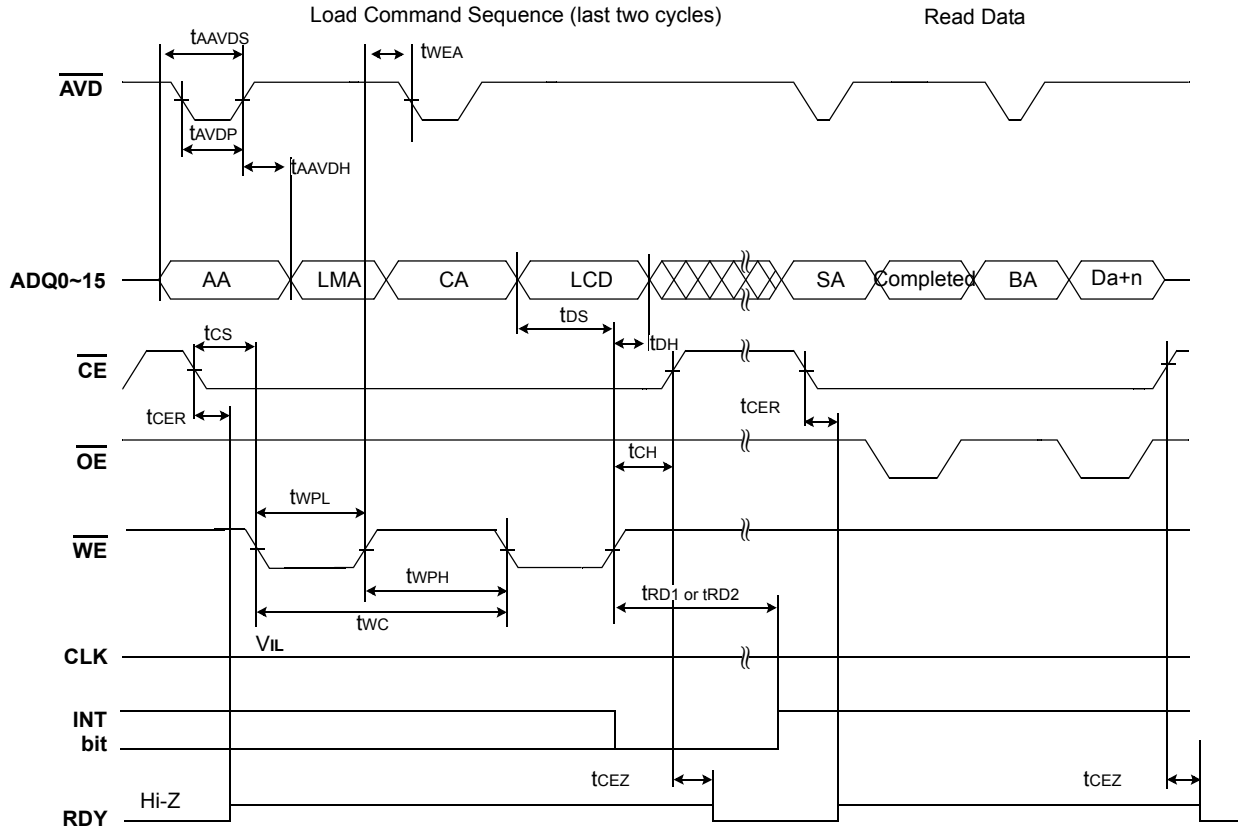 Load Command Sequence (last two cycles)
Read Data
tAAVDS
tWEA
AVD
tAVDP
tAAVDH
ADQ0~15
AA
LMA
CA
LCD
SA
Completed
BA
Da+n
tDS
tDH
tCS
CE
tCER
tCER
OE
tCH
tWPL
WE
tWPH
tRD1 or tRD2
tWC
VIL
CLK
INT
bit
tCEZ
tCEZ
Hi-Z
RDY